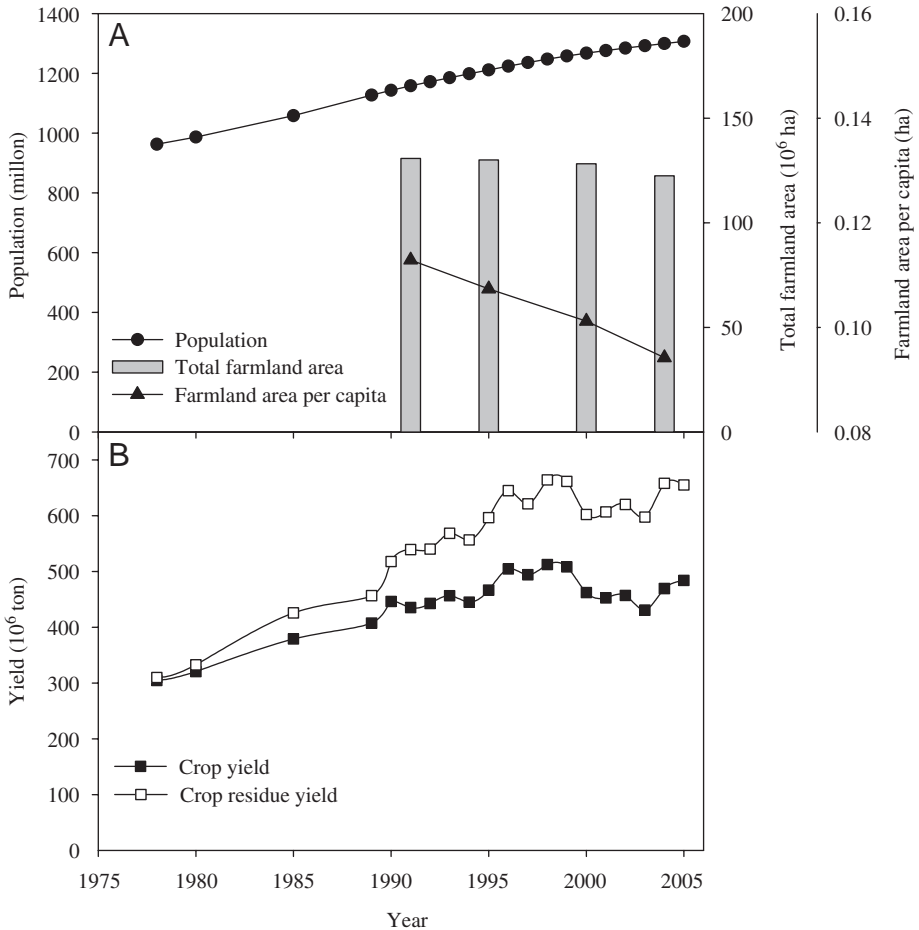 A
1400
1200
1000
800
600
400
200
0
Population (millon)
200
150
100
50
0
Total farmland area (10⁶ ha)
0.16
0.14
0.12
0.10
0.08
Farmland area per capita (ha)
Population
Total farmland area
Farmland area per capita
B
700
600
500
400
300
200
100
0
Yield (10⁶ ton)
Crop yield
Crop residue yield
1975 1980 1985 1990 1995 2000 2005
Year